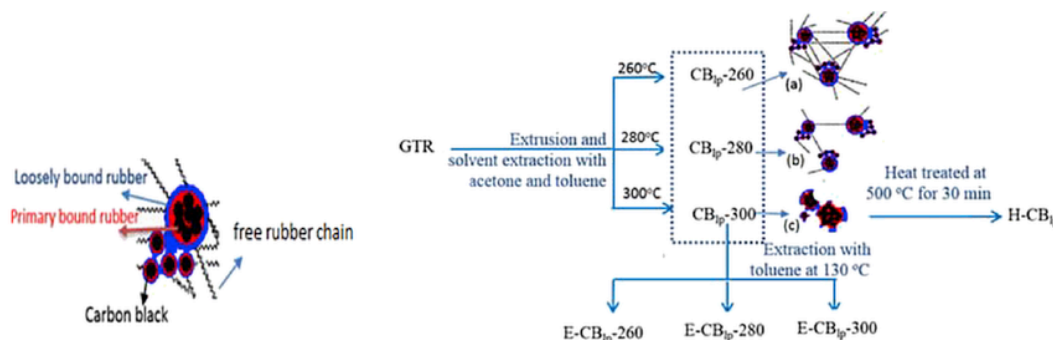 Loosely bound rubber
Primary bound rubber
free rubber chain
Carbon black
GTR
Extrusion and
solvent extraction with
acetone and toluene
260°C
280°C
300°C
CBlp-260
CBlp-280
CBlp-300
(a)
(b)
(c)
Heat treated at
500 °C for 30 min
H-CBl
Extraction with
toluene at 130 °C
E-CBlp-260
E-CBlp-280
E-CBlp-300